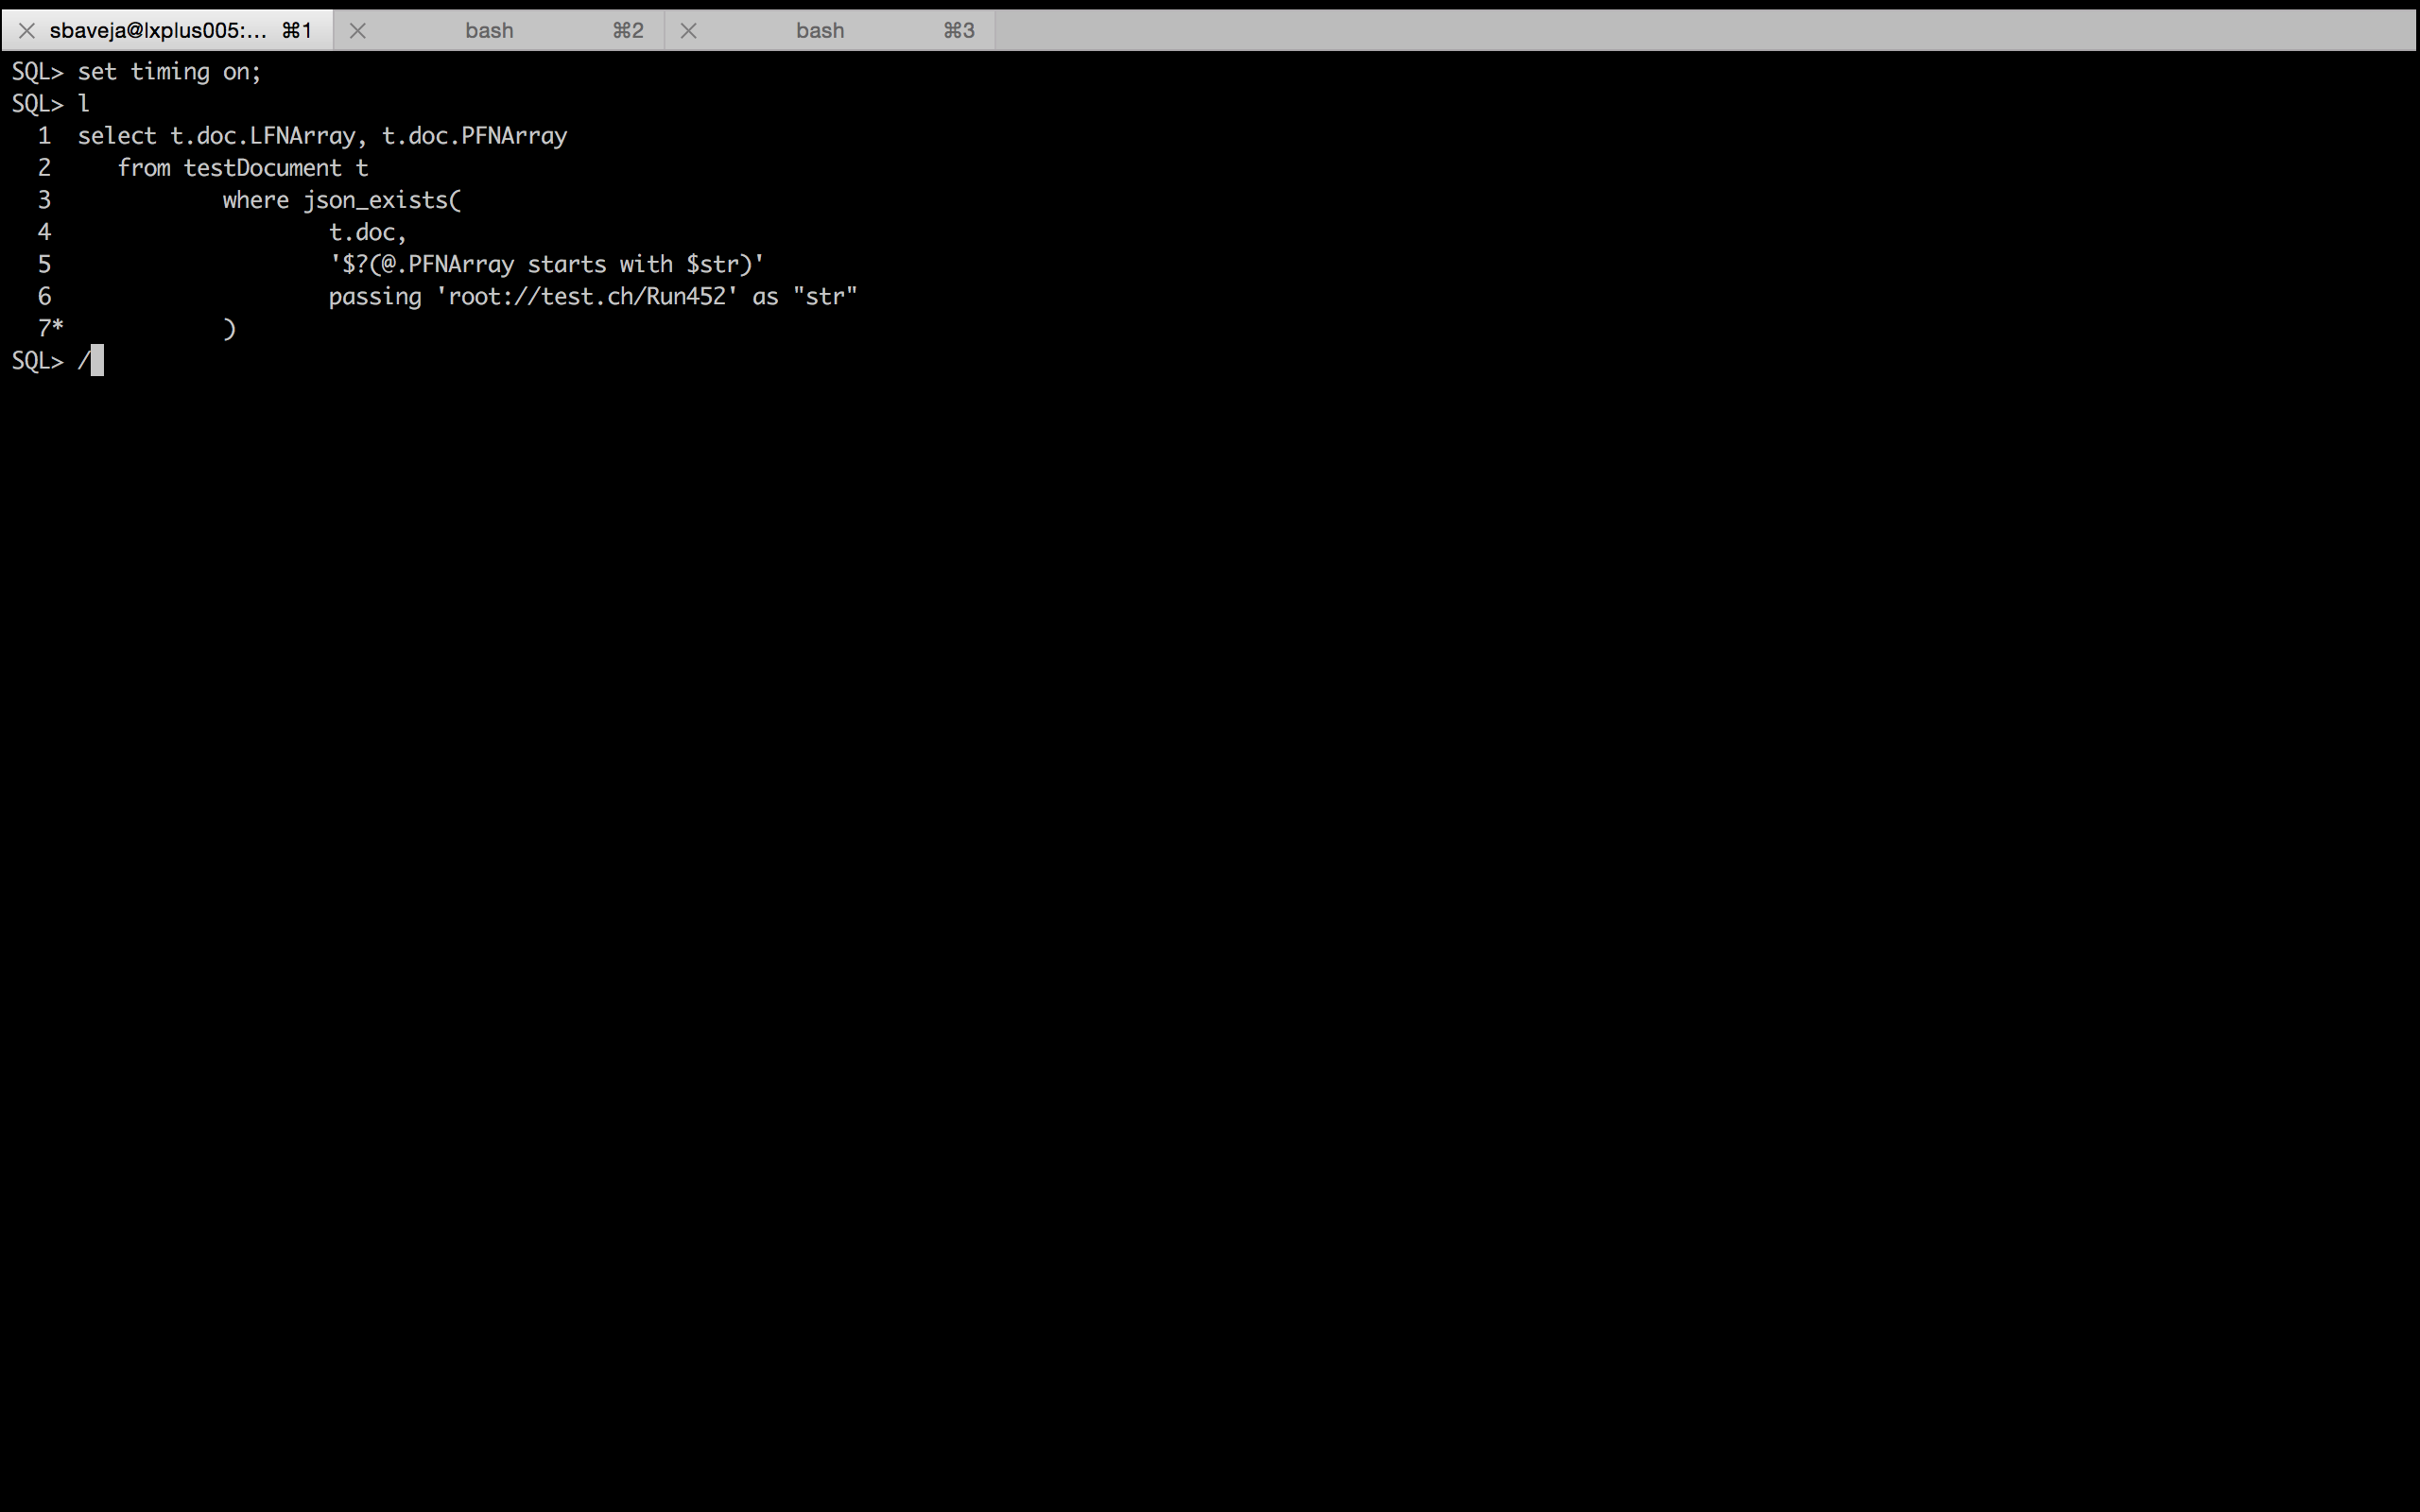 sbaveja@lxplus005:... ⌘1 bash ⌘2 bash ⌘3
SQL> set timing on;
SQL> l
  1  select t.doc.LFNArray, t.doc.PFNArray
  2     from testDocument t
  3             where json_exists(
  4                     t.doc,
  5                     '$?(@.PFNArray starts with $str)'
  6                     passing 'root://test.ch/Run452' as "str"
  7*            )
SQL> /